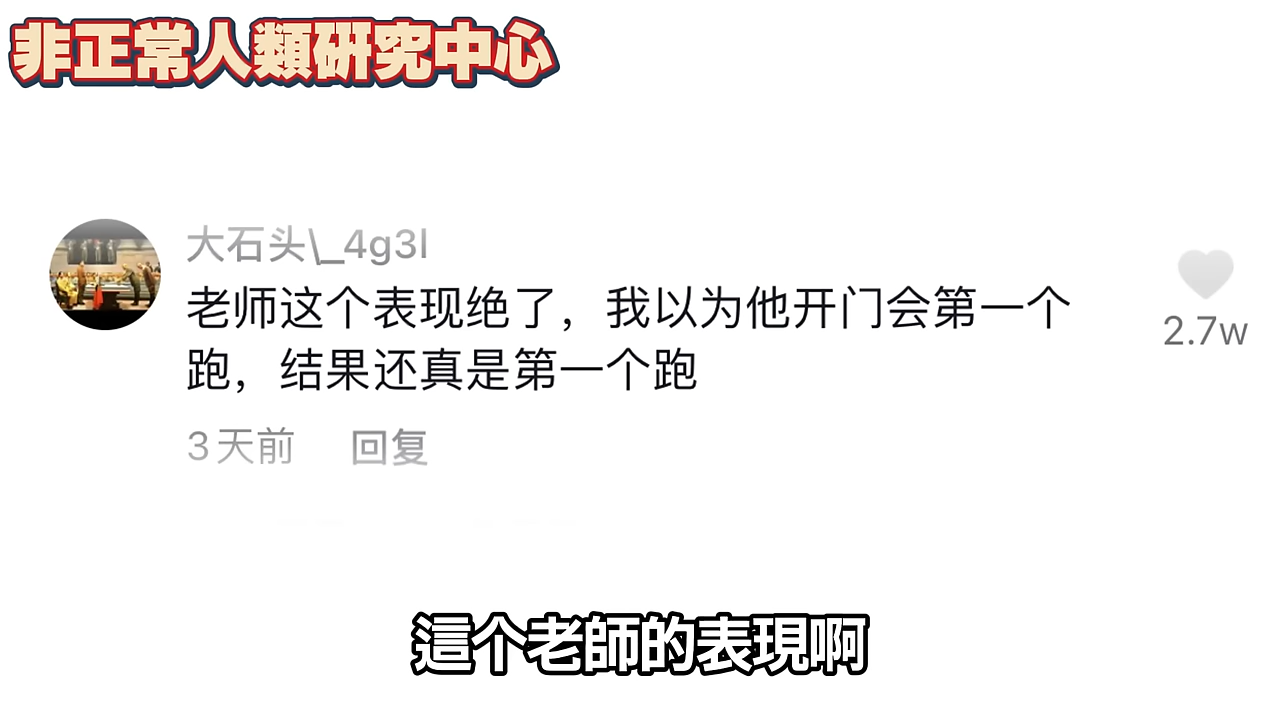 非正常人類研究中心
大石头\_4g3l
老师这个表现绝了，我以为他开门会第一个
跑，结果还真是第一个跑
2.7w
3天前 回复
這个老師的表現啊